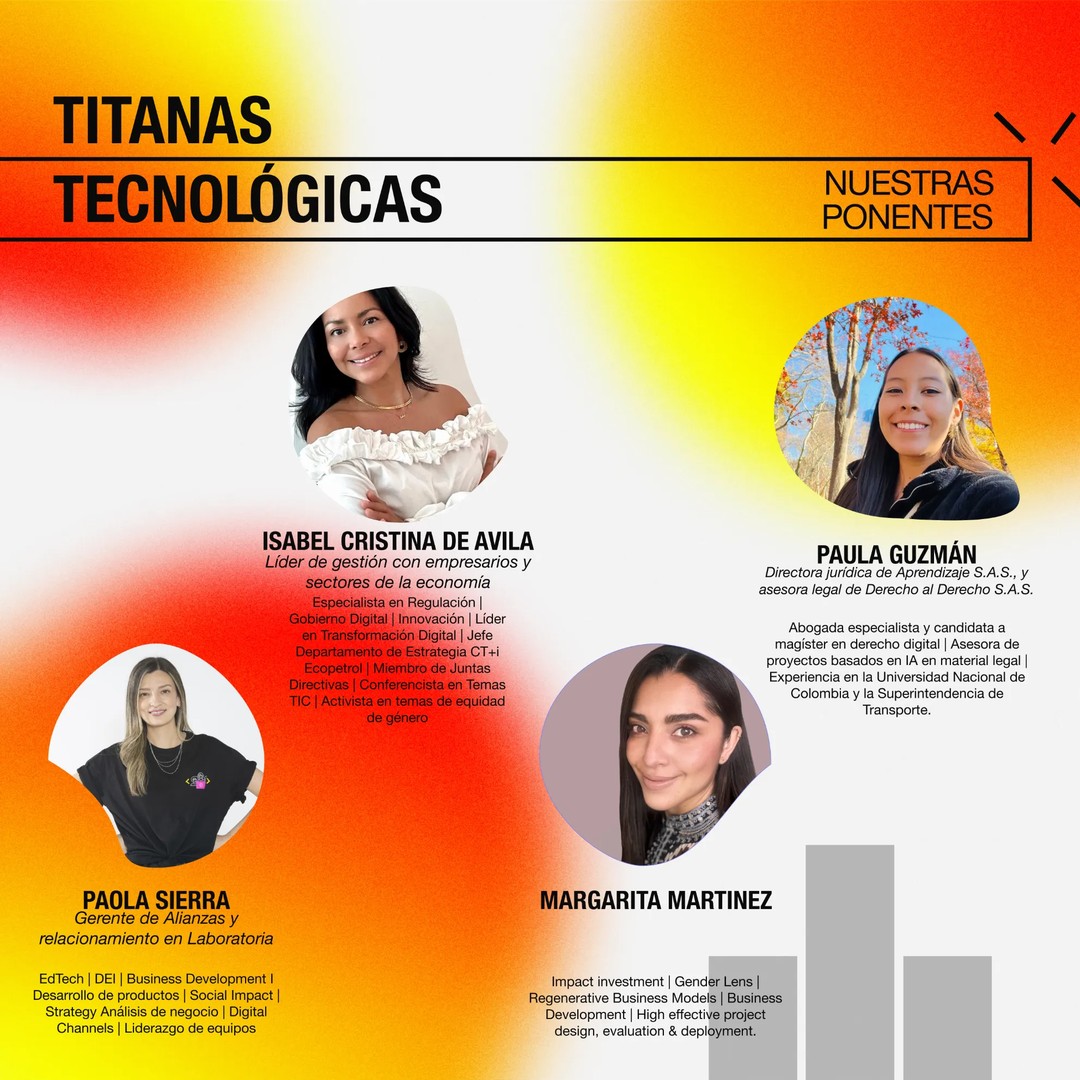 TITANAS
TECNOLÓGICAS
NUESTRAS
PONENTES
ISABEL CRISTINA DE AVILA
Líder de gestión con empresarios y
sectores de la economía
Especialista en Regulación |
Gobierno Digital | Innovación | Líder
en Transformación Digital | Jefe
Departamento de Estrategia CT+i
Ecopetrol | Miembro de Juntas
Directivas | Conferencista en Temas
TIC | Activista en temas de equidad
de género
PAULA GUZMÁN
Directora jurídica de Aprendizaje S.A.S., y
asesora legal de Derecho al Derecho S.A.S.
Abogada especialista y candidata a
magíster en derecho digital | Asesora de
proyectos basados en IA en material legal |
Experiencia en la Universidad Nacional de
Colombia y la Superintendencia de
Transporte.
PAOLA SIERRA
Gerente de Alianzas y
relacionamiento en Laboratoria
EdTech | DEI | Business Development I
Desarrollo de productos | Social Impact |
Strategy Análisis de negocio | Digital
Channels | Liderazgo de equipos
MARGARITA MARTINEZ
Impact investment | Gender Lens |
Regenerative Business Models | Business
Development | High effective project
design, evaluation & deployment.